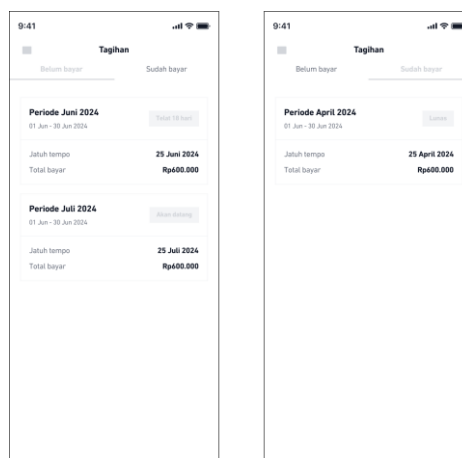 9:41
Tagihan
Belum bayar Sudah bayar
Periode Juni 2024
Telat 10 hari
01 Jun - 30 Jun 2024
Jatuh tempo 25 Juni 2024
Total bayar Rp600.000
Periode Juli 2024
Akan datang
01 Jun - 30 Jun 2024
Jatuh tempo 25 Juli 2024
Total bayar Rp600.000
9:41
Tagihan
Belum bayar Sudah bayar
Periode April 2024
Lunas
01 Jun - 30 Jun 2024
Jatuh tempo 25 April 2024
Total bayar Rp600.000